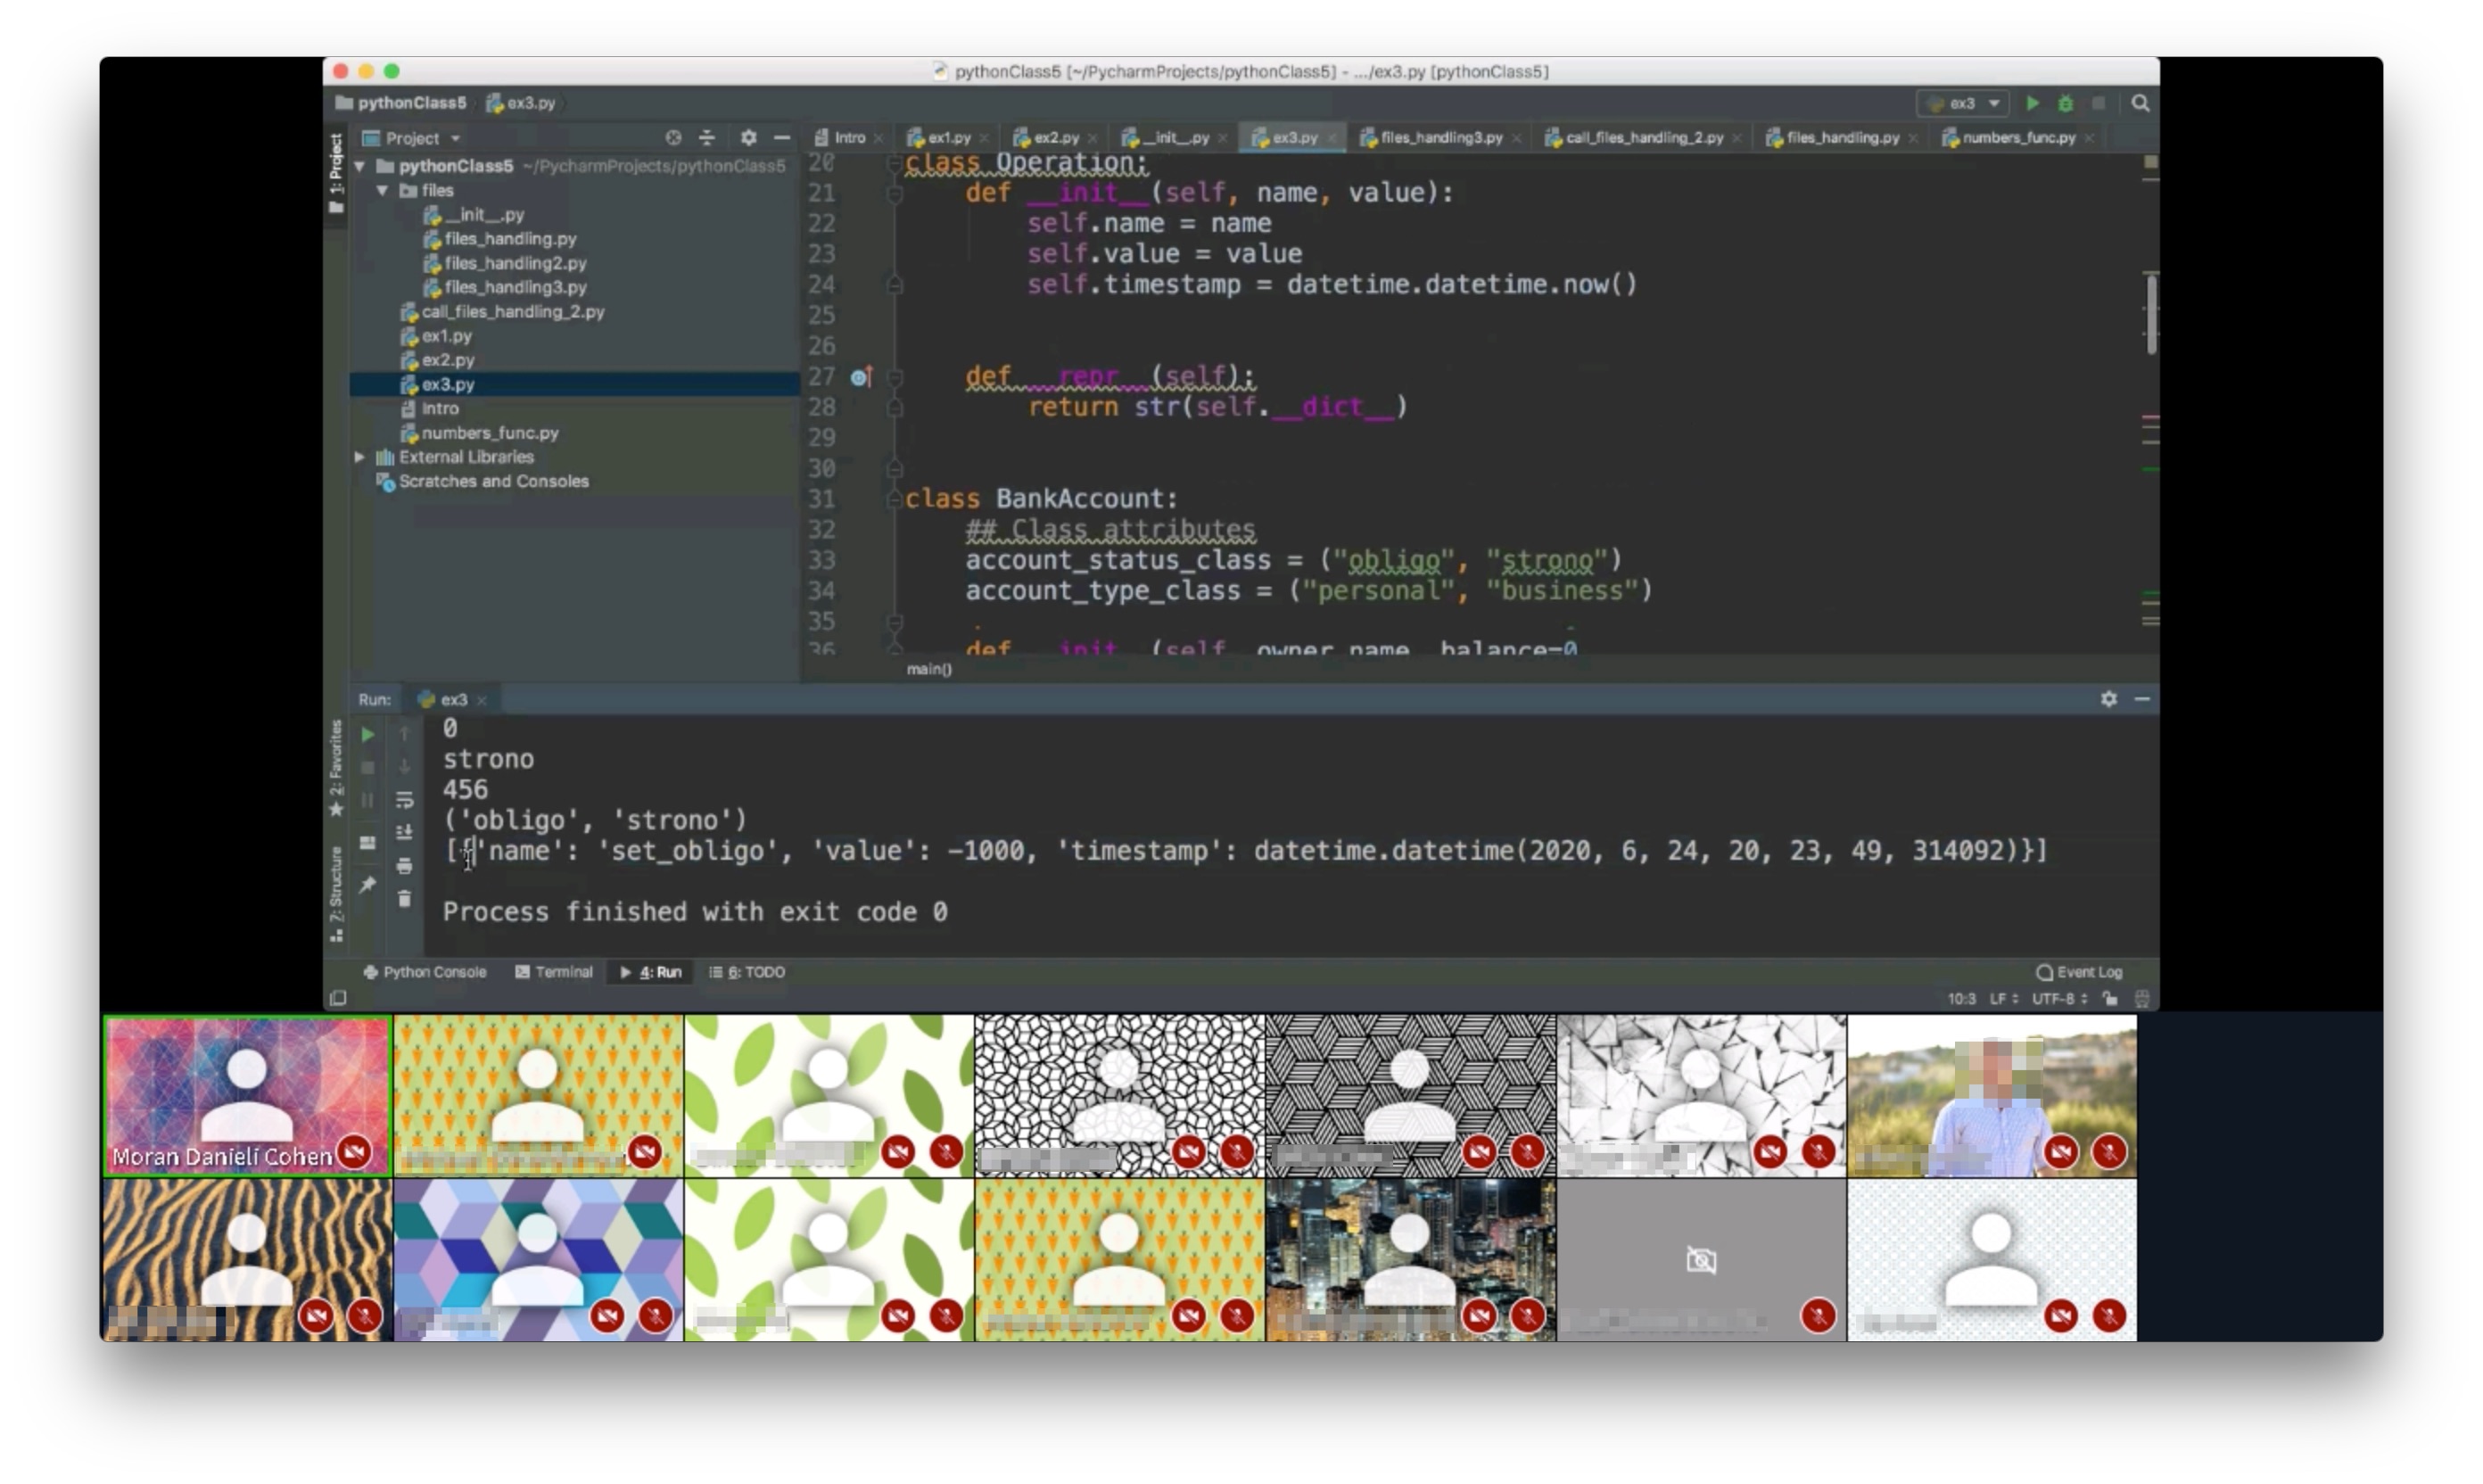 pythonClass5 [~/PycharmProjects/pythonClass5] - .../ex3.py [pythonClass5]
pythonClass5 ex3.py ex3
1: Project
Project
Intro ex1.py ex2.py __init__.py ex3.py files_handling3.py call_files_handling_2.py files_handling.py numbers_func.py
pythonClass5 ~/PycharmProjects/pythonClass5
files
__init__.py
files_handling.py
files_handling2.py
files_handling3.py
call_files_handling_2.py
ex1.py
ex2.py
ex3.py
Intro
numbers_func.py
External Libraries
Scratches and Consoles
20 class Operation:
21 def __init__(self, name, value):
22 self.name = name
23 self.value = value
24 self.timestamp = datetime.datetime.now()
25
26
27 def __repr__(self):
28 return str(self.__dict__)
29
30
31 class BankAccount:
32 ## Class attributes
33 account_status_class = ("obligo", "strono")
34 account_type_class = ("personal", "business")
35
36 def __init__(self, owner_name, balance=0
main()
Run: ex3
2: Favorites
7: Structure
0
strono
456
('obligo', 'strono')
[{'name': 'set_obligo', 'value': -1000, 'timestamp': datetime.datetime(2020, 6, 24, 20, 23, 49, 314092)}]
Process finished with exit code 0
Python Console Terminal 4: Run 6: TODO Event Log
10:3 LF UTF-8
Moran Danieli Cohen